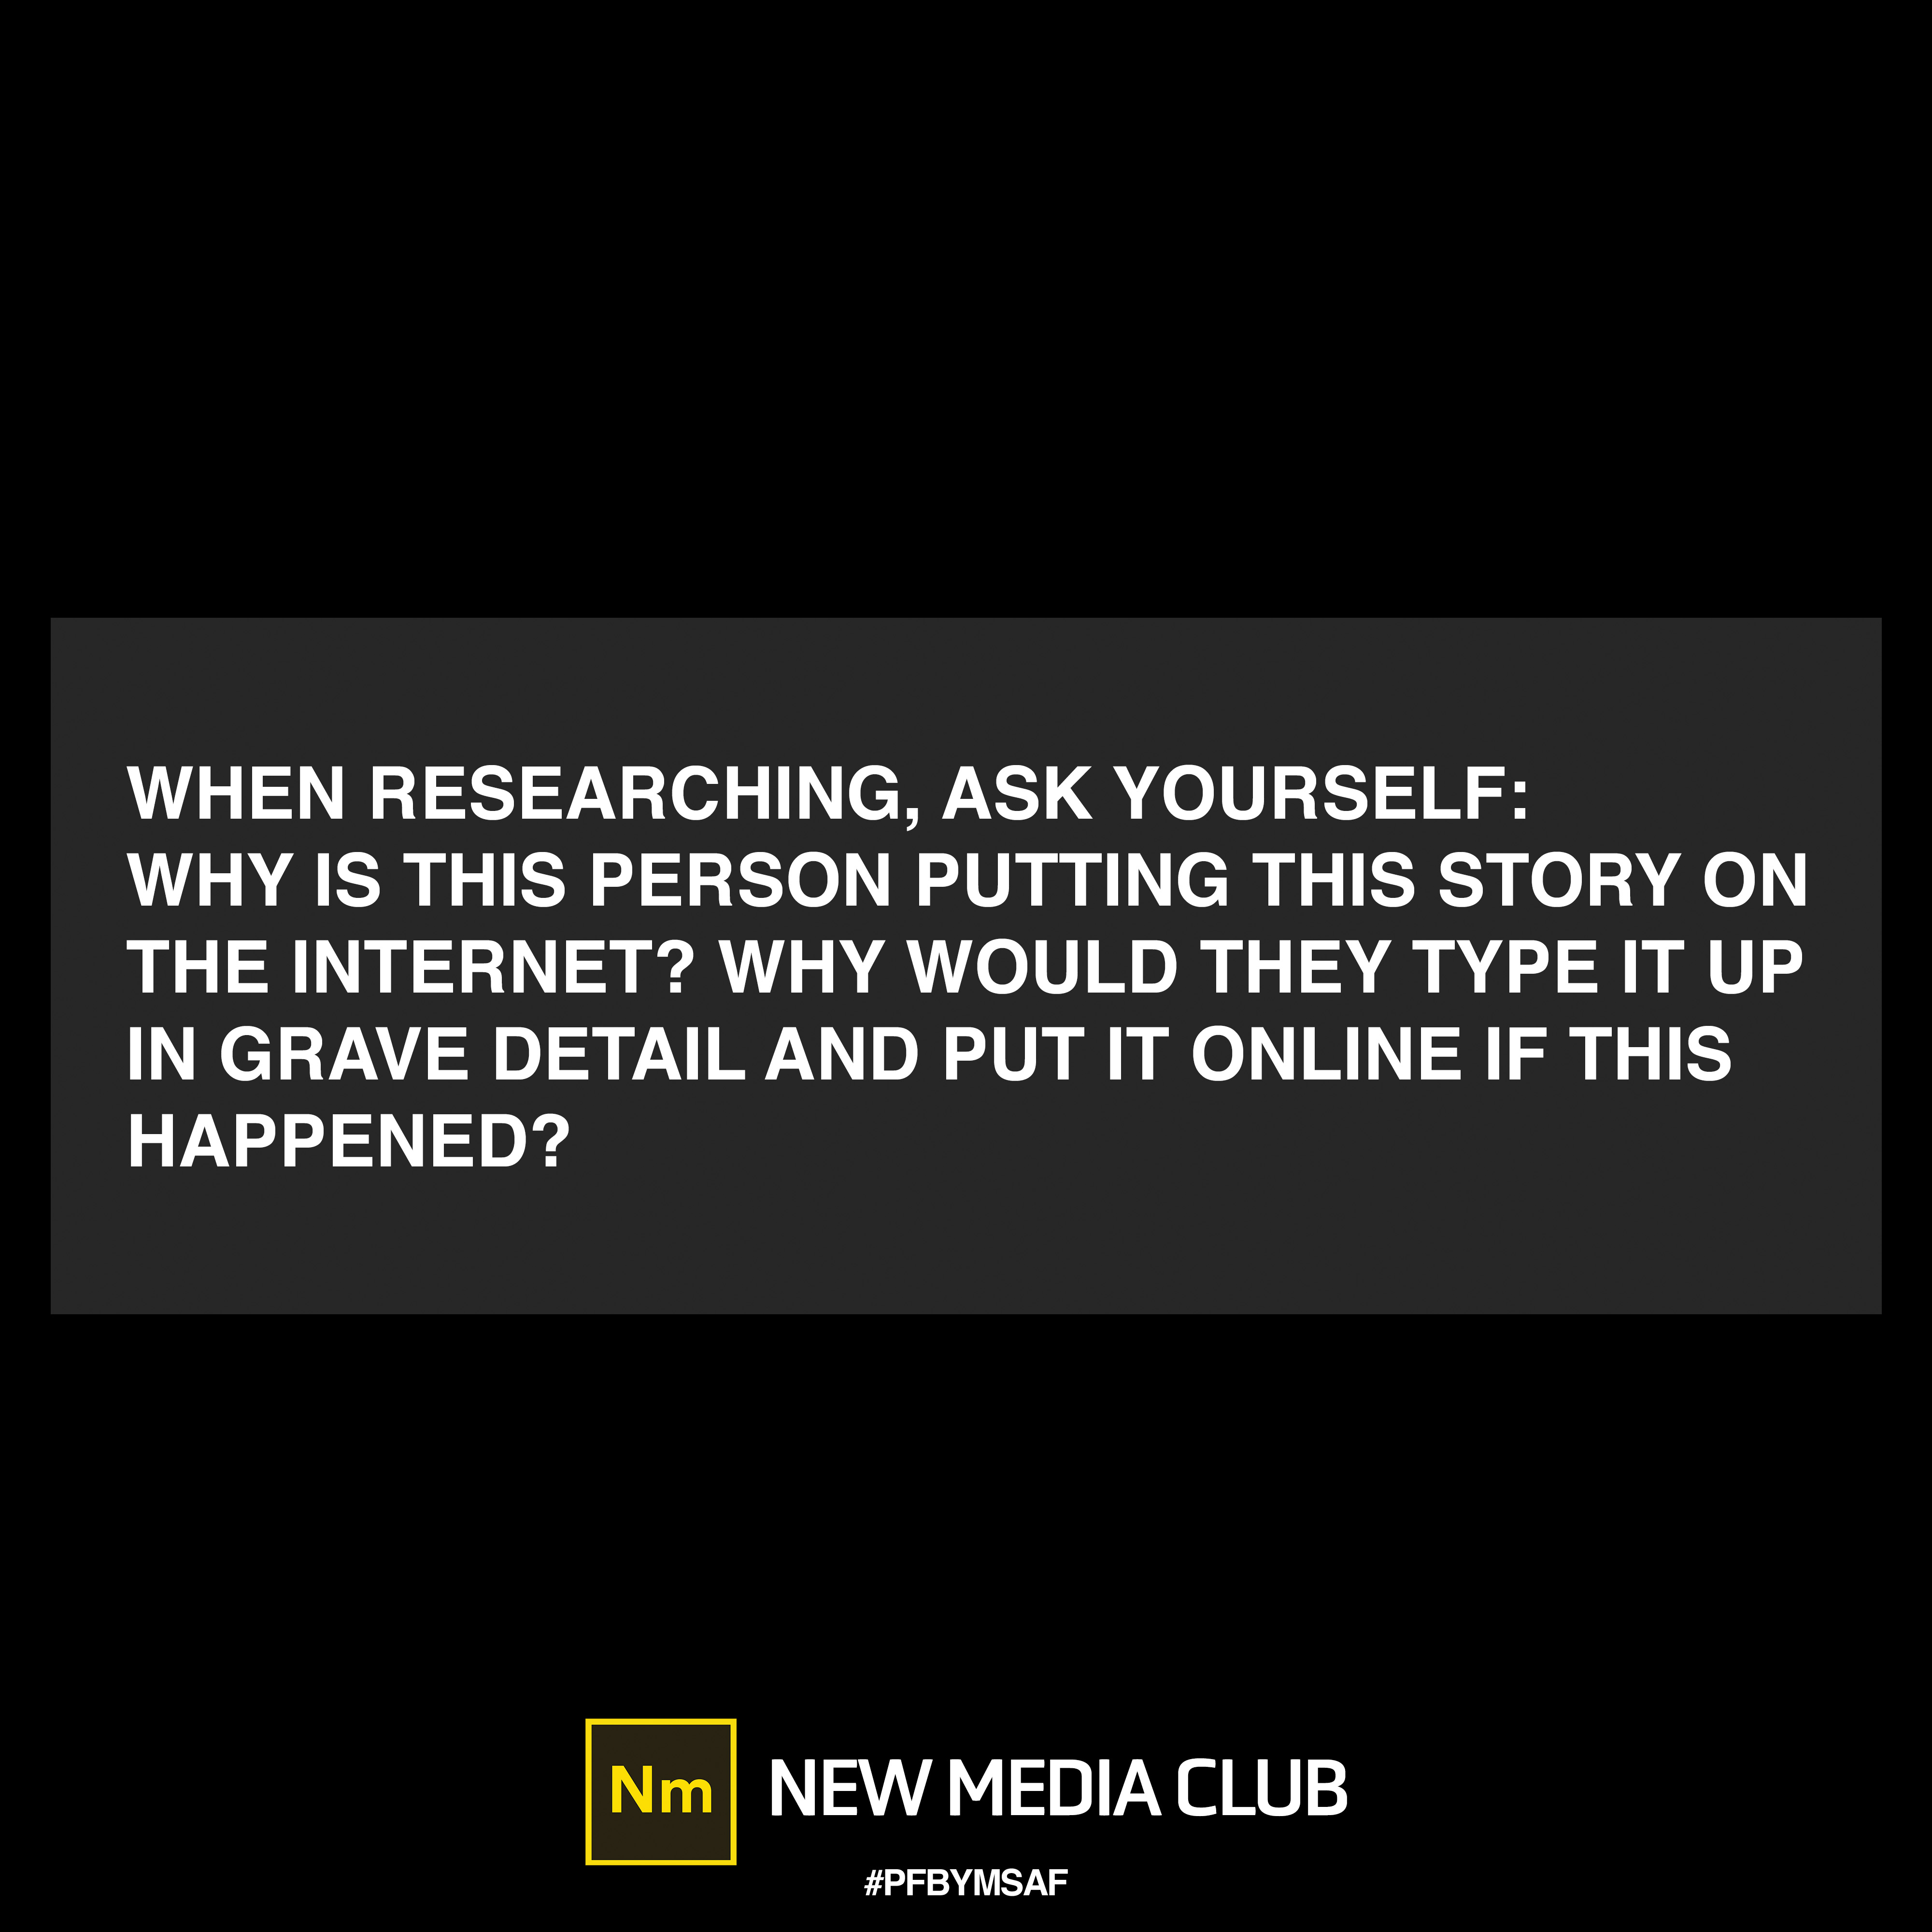 WHEN RESEARCHING, ASK YOURSELF:
WHY IS THIS PERSON PUTTING THIS STORY ON
THE INTERNET? WHY WOULD THEY TYPE IT UP
IN GRAVE DETAIL AND PUT IT ONLINE IF THIS
HAPPENED?
Nm NEW MEDIA CLUB
#PFBYMSAF